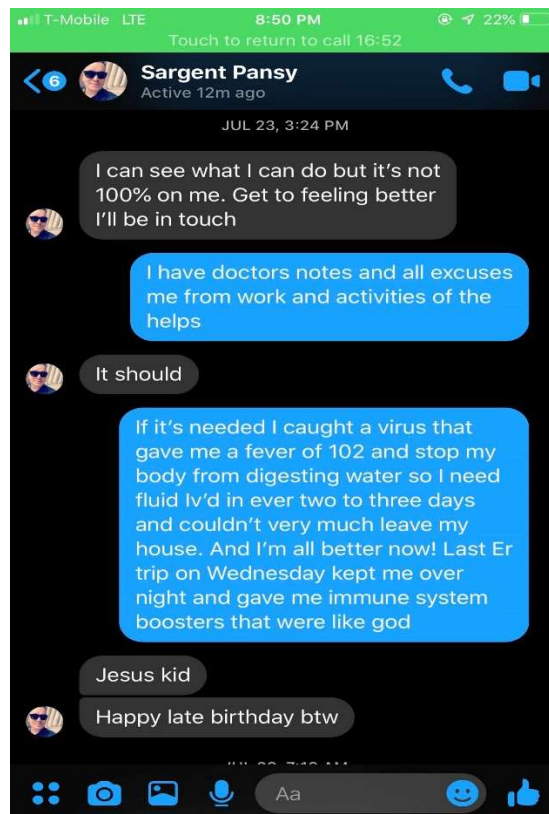 T-Mobile LTE 8:50 PM 22%
Touch to return to call 16:52
6 Sargent Pansy
Active 12m ago
JUL 23, 3:24 PM
I can see what I can do but it's not
100% on me. Get to feeling better
I'll be in touch
I have doctors notes and all excuses
me from work and activities of the
helps
It should
If it's needed I caught a virus that
gave me a fever of 102 and stop my
body from digesting water so I need
fluid Iv'd in ever two to three days
and couldn't very much leave my
house. And I'm all better now! Last Er
trip on Wednesday kept me over
night and gave me immune system
boosters that were like god
Jesus kid
Happy late birthday btw
Aa